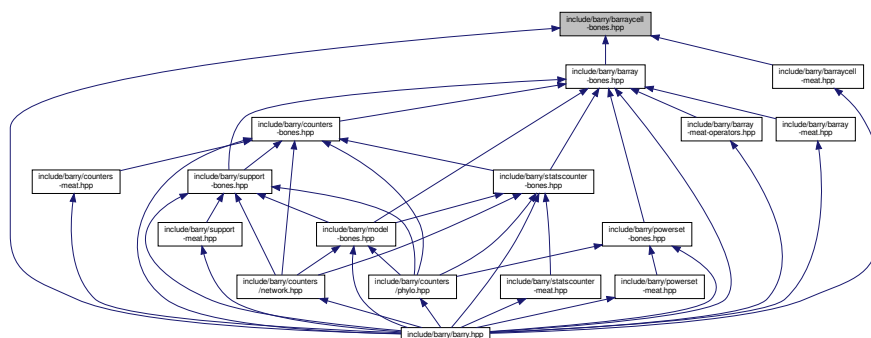 include/barry/barraycell
-bones.hpp
include/barry/barray
-bones.hpp
include/barry/barraycell
-meat.hpp
include/barry/counters
-bones.hpp
include/barry/barray
-meat-operators.hpp
include/barry/barray
-meat.hpp
include/barry/counters
-meat.hpp
include/barry/support
-bones.hpp
include/barry/statscounter
-bones.hpp
include/barry/support
-meat.hpp
include/barry/model
-bones.hpp
include/barry/powerset
-bones.hpp
include/barry/counters
/network.hpp
include/barry/counters
/phylo.hpp
include/barry/statscounter
-meat.hpp
include/barry/powerset
-meat.hpp
include/barry/barry.hpp